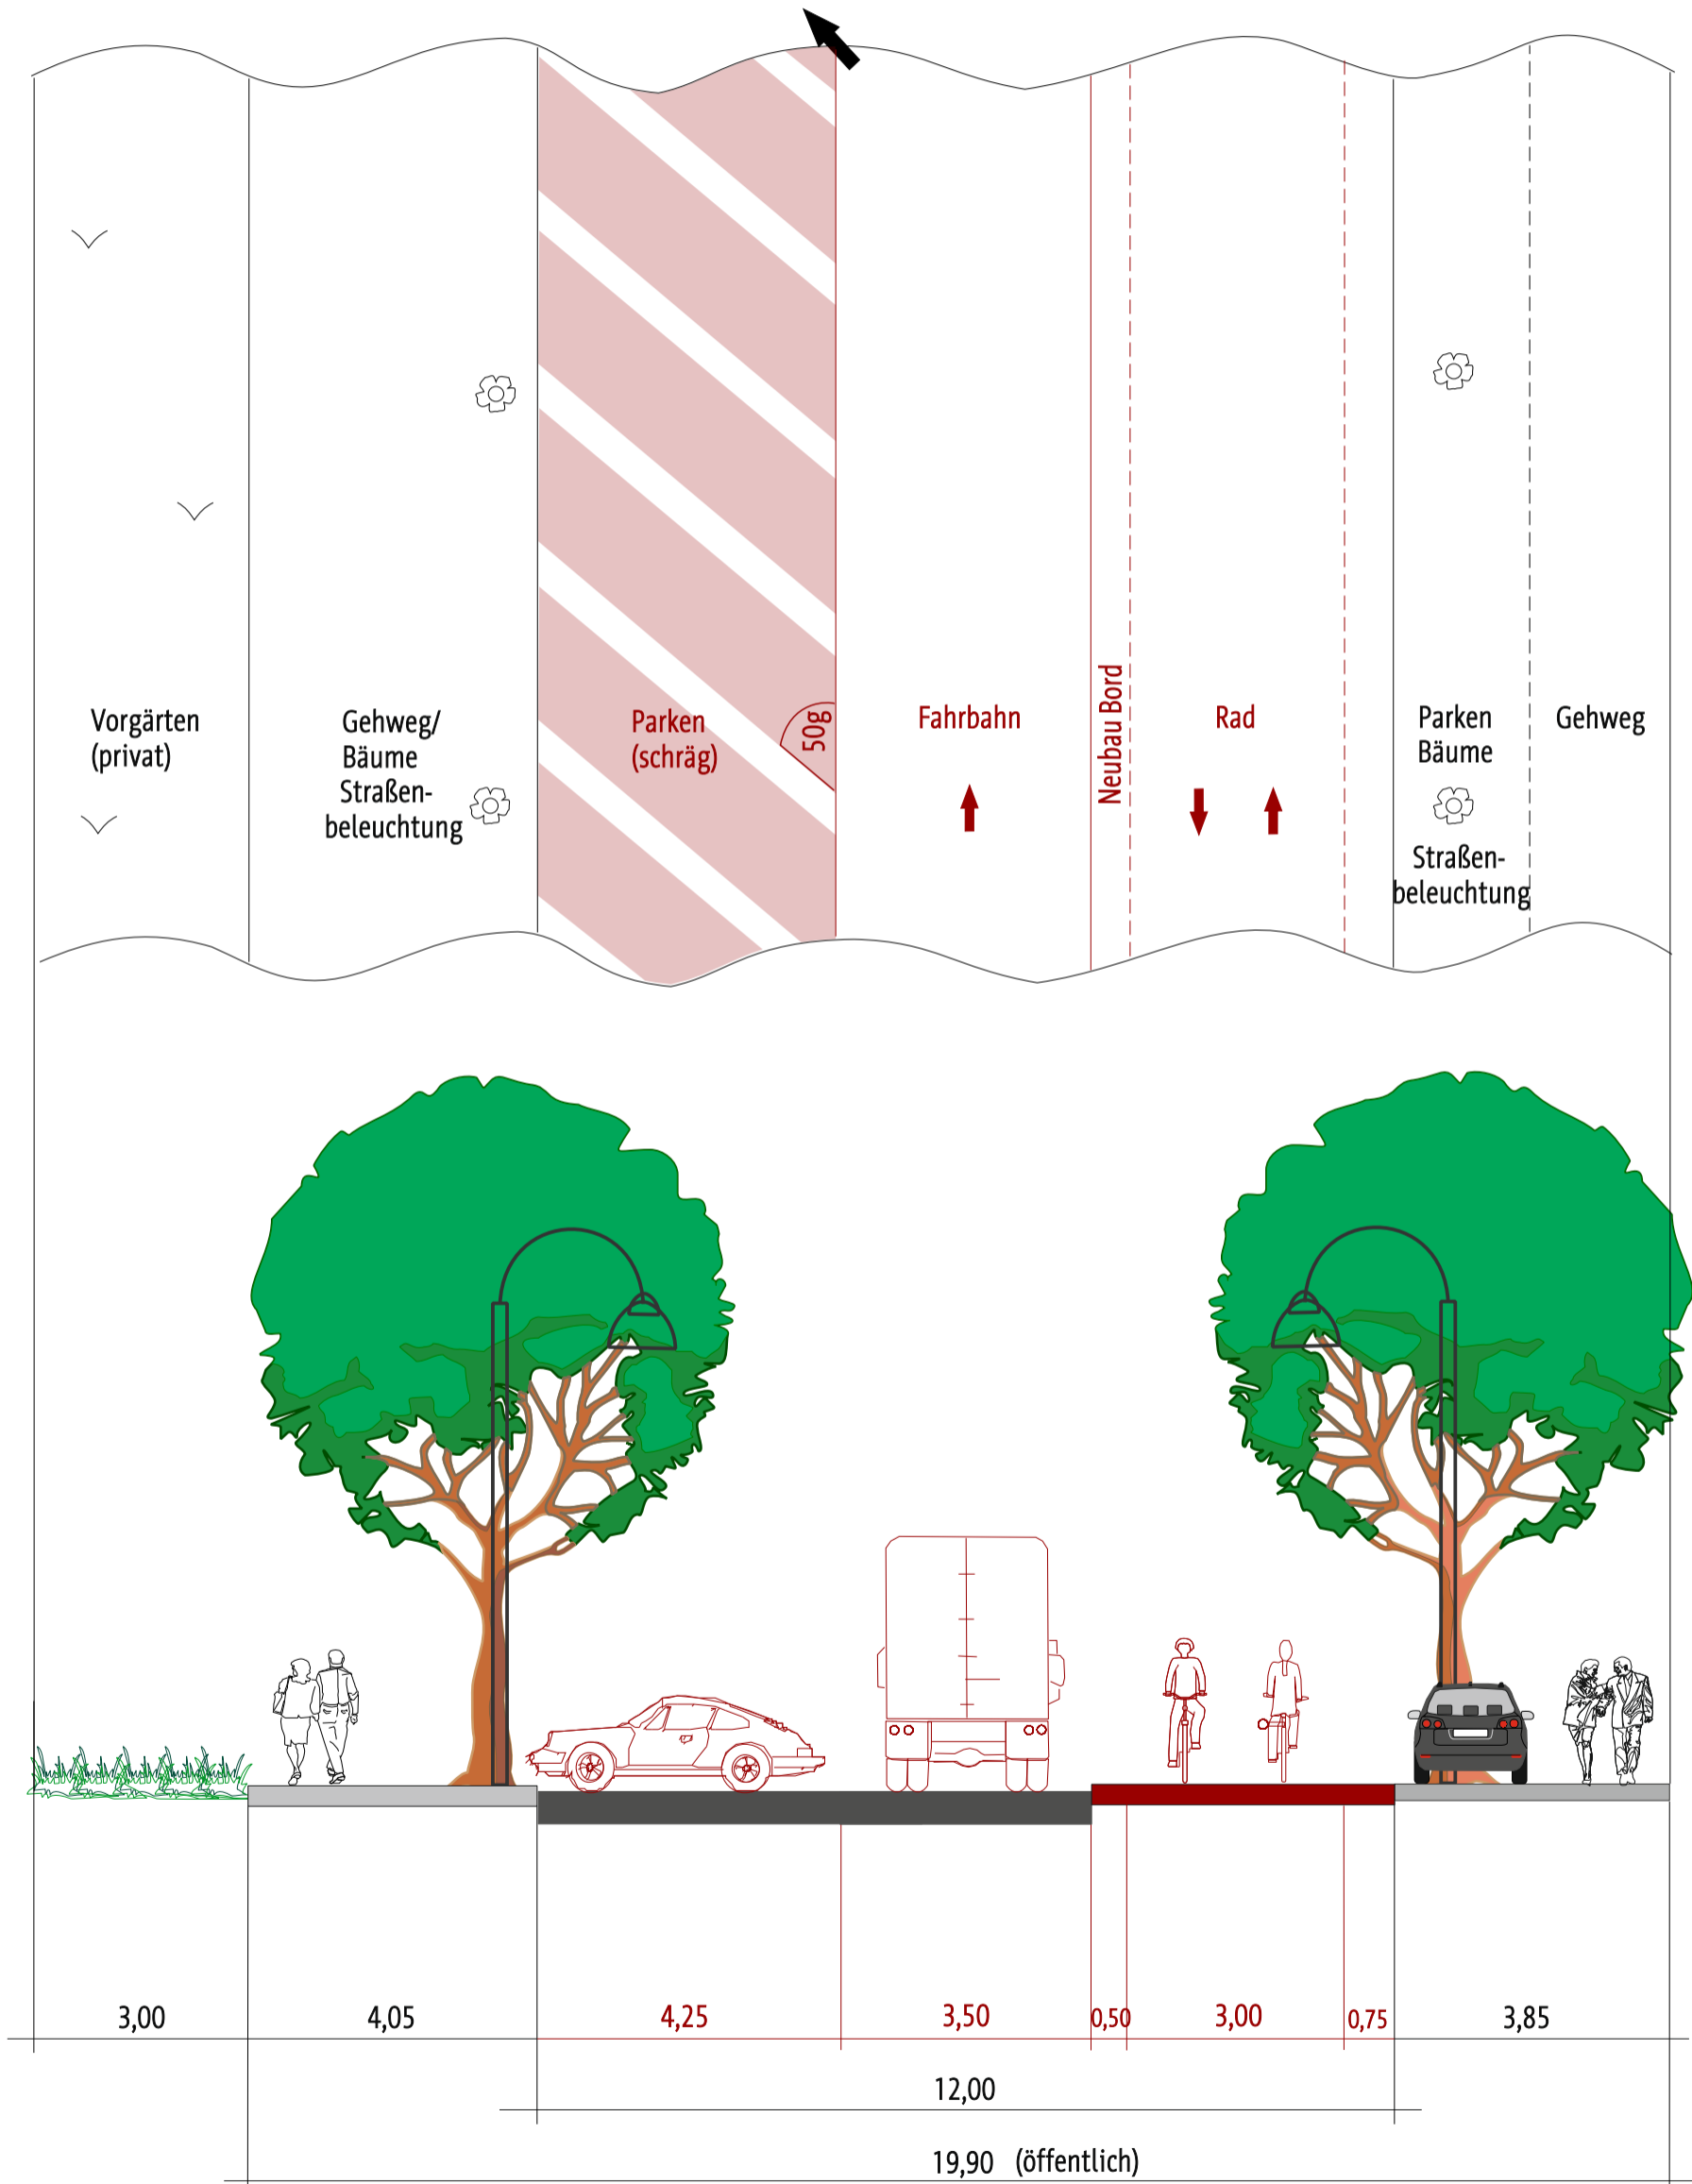 Vorgärten
(privat)
Gehweg/
Bäume
Straßen-
beleuchtung
Parken
(schräg)
50g
Fahrbahn
Neubau Bord
Rad
Parken
Bäume
Straßen-
beleuchtung
Gehweg
3,00
4,05
4,25
3,50
0,50
3,00
0,75
3,85
12,00
19,90 (öffentlich)